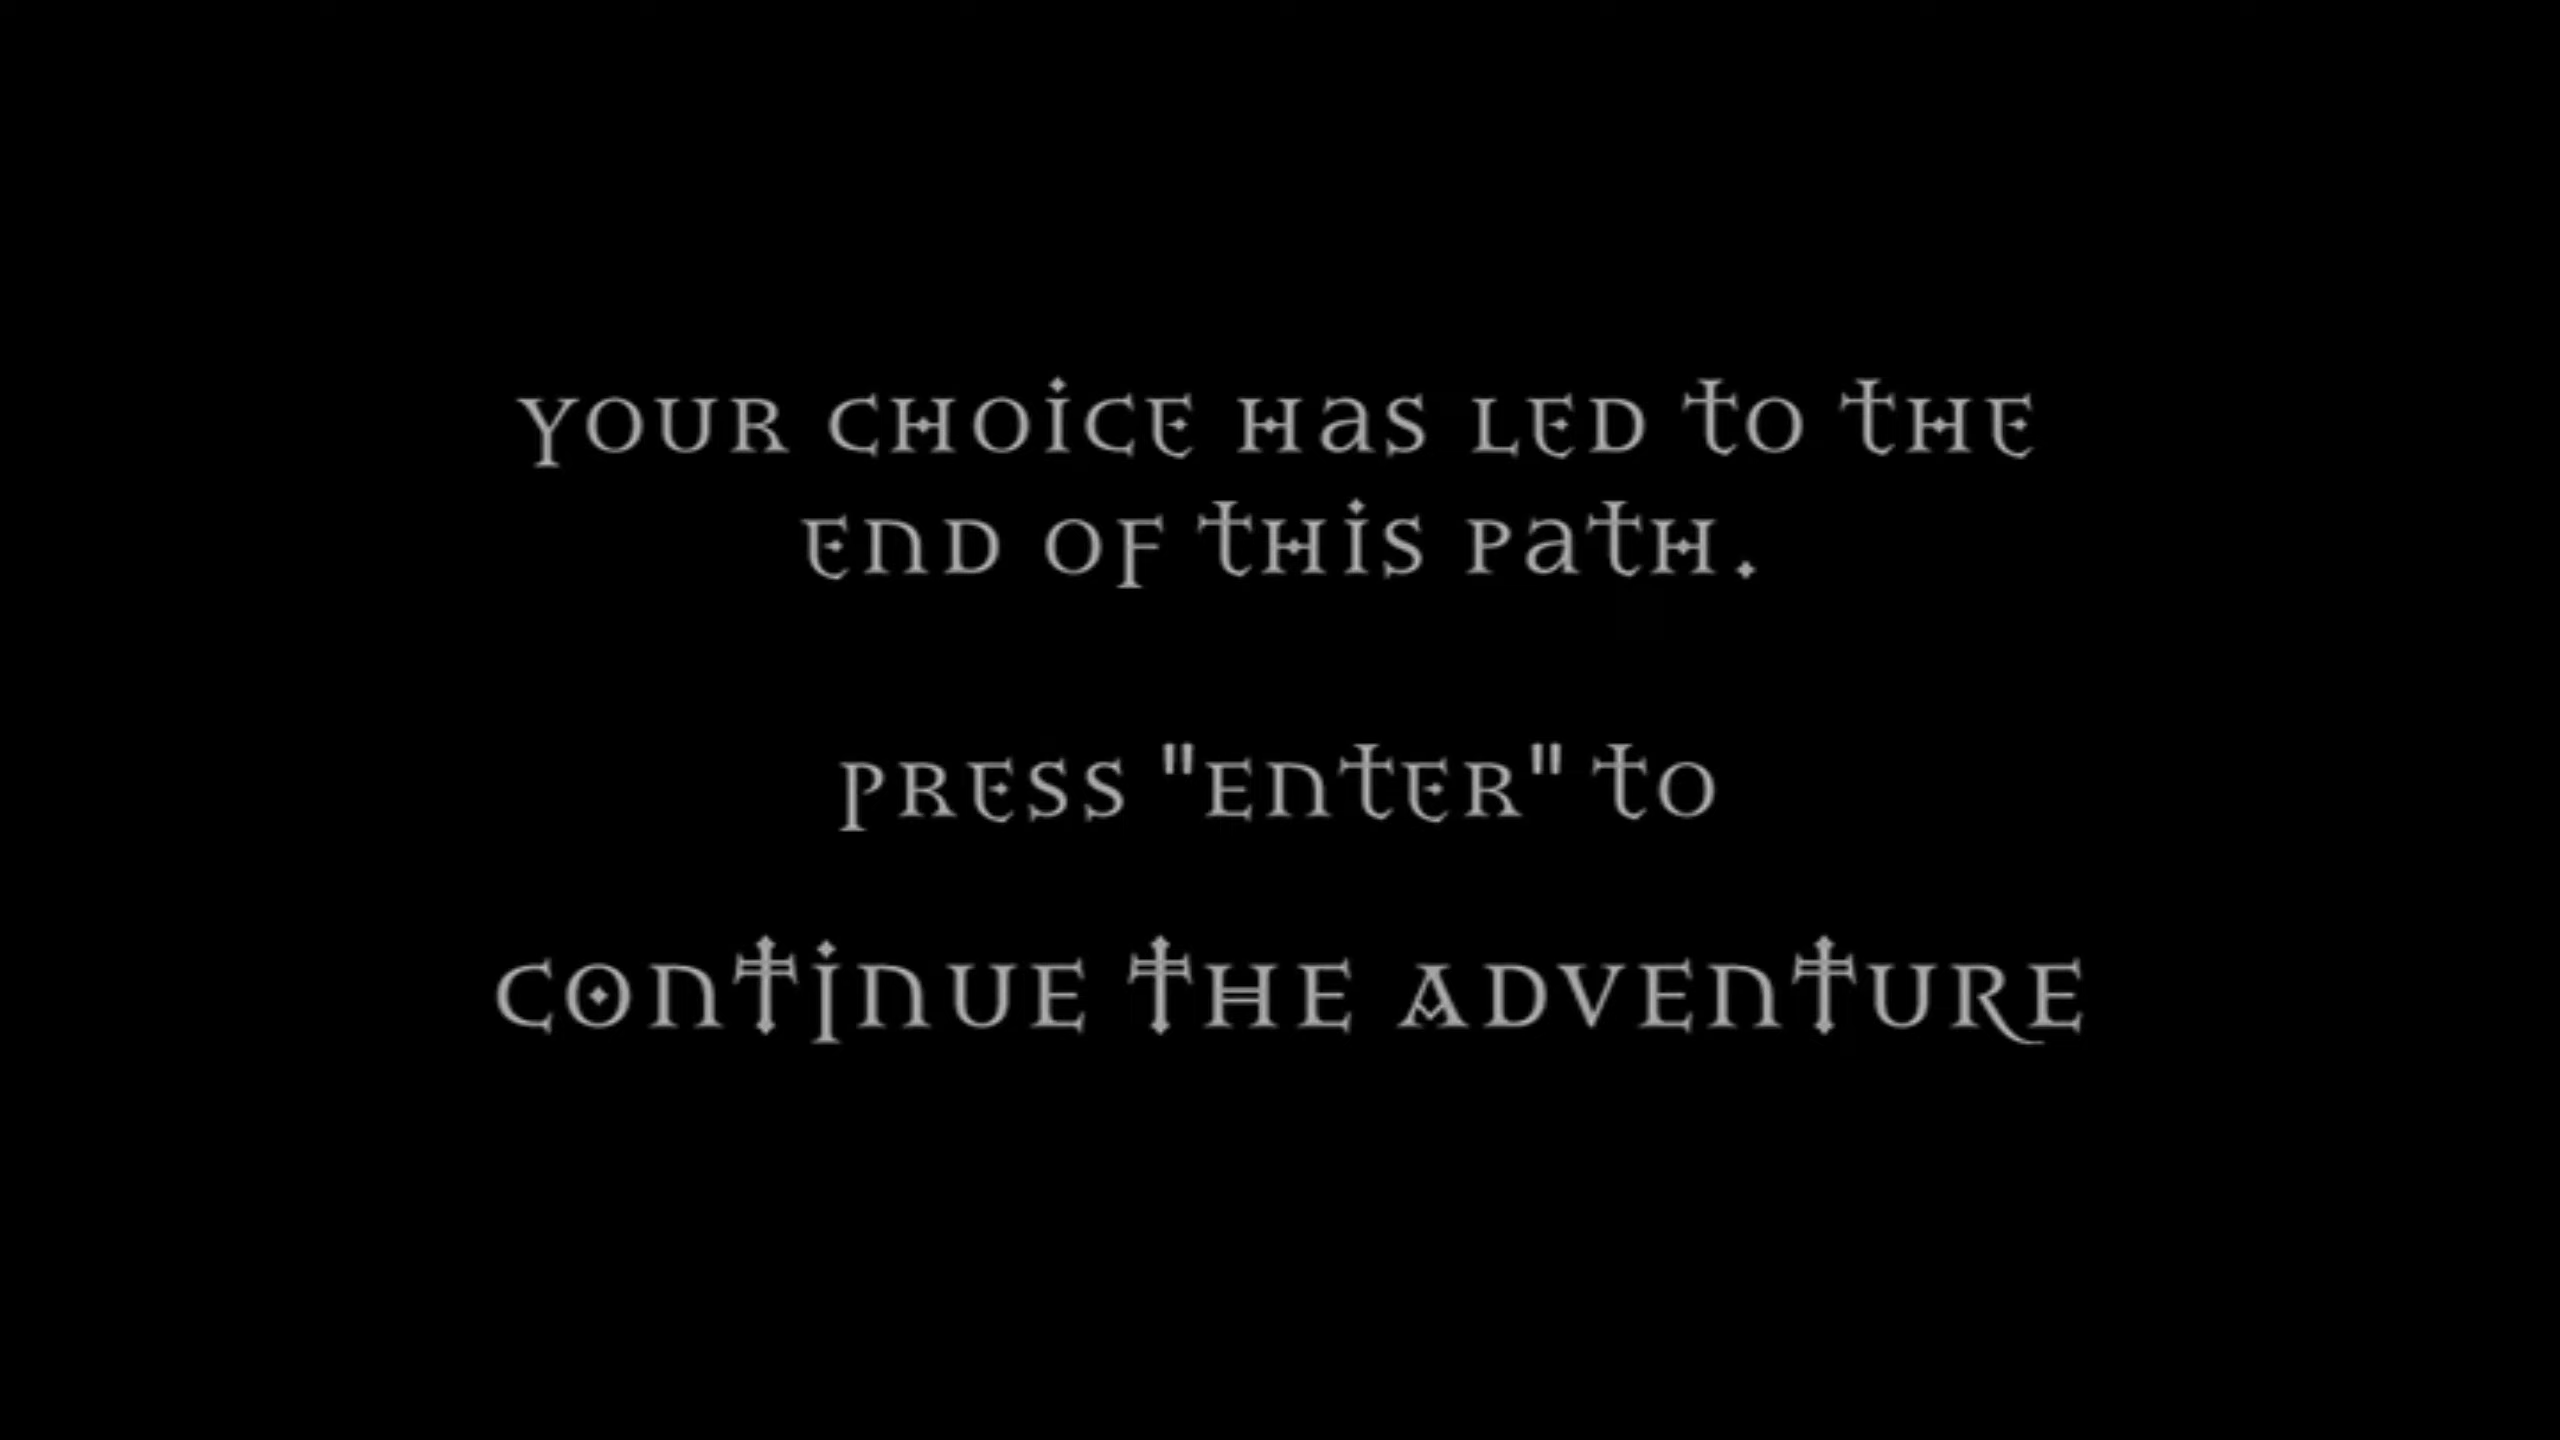 YOUR CHOICE HAS LED TO THE
END OF THIS PATH.
PRESS "ENTER" TO
CONTINUE THE ADVENTURE